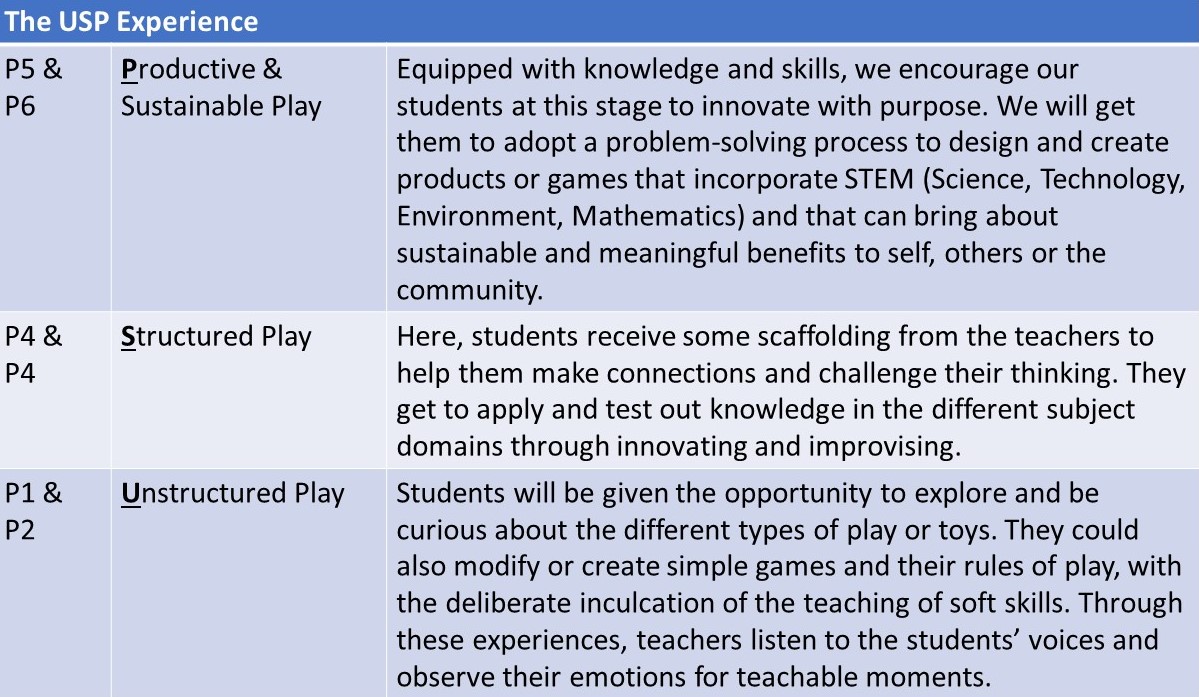 The USP Experience
P5 &
P6
Productive &
Sustainable Play
Equipped with knowledge and skills, we encourage our
students at this stage to innovate with purpose. We will get
them to adopt a problem-solving process to design and create
products or games that incorporate STEM (Science, Technology,
Environment, Mathematics) and that can bring about
sustainable and meaningful benefits to self, others or the
community.
P4 &
P4
Structured Play
Here, students receive some scaffolding from the teachers to
help them make connections and challenge their thinking. They
get to apply and test out knowledge in the different subject
domains through innovating and improvising.
P1 &
P2
Unstructured Play
Students will be given the opportunity to explore and be
curious about the different types of play or toys. They could
also modify or create simple games and their rules of play, with
the deliberate inculcation of the teaching of soft skills. Through
these experiences, teachers listen to the students’ voices and
observe their emotions for teachable moments.